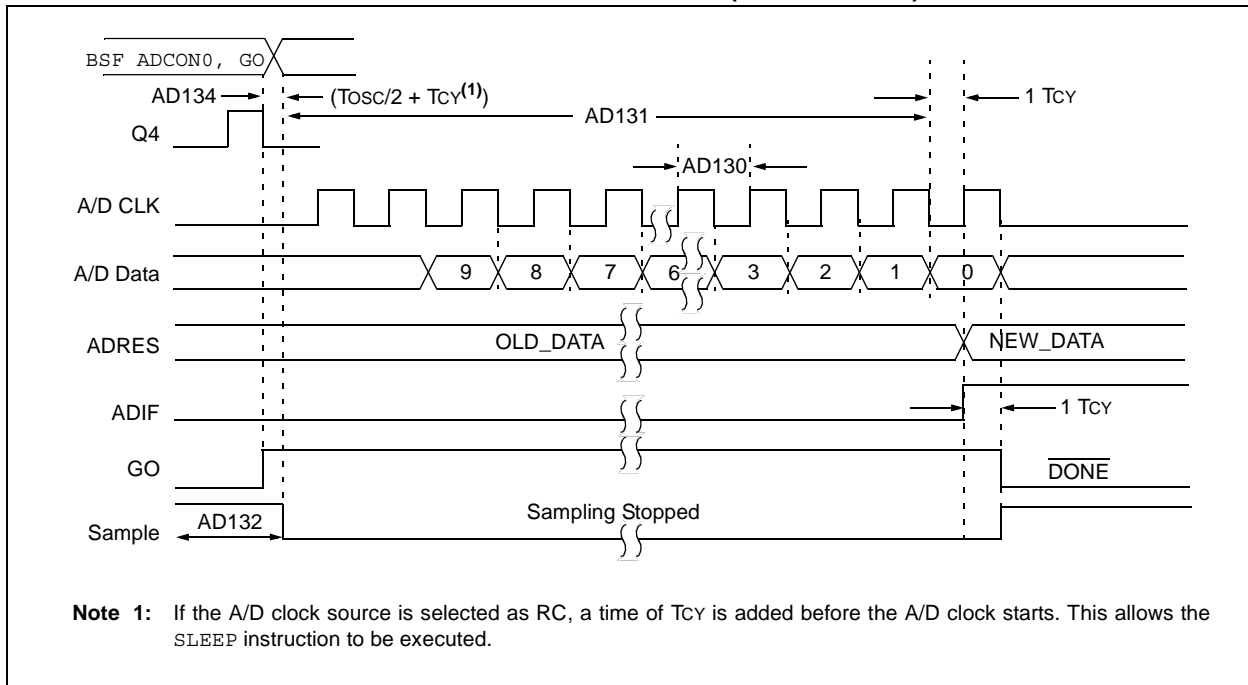 BSF ADCON0, GO
AD134
(TOSC/2 + TCY(1))
1 TCY
AD131
Q4
AD130
A/D CLK
A/D Data
9 8 7 6 3 2 1 0
ADRES
OLD_DATA
NEW_DATA
ADIF
1 TCY
GO
DONE
Sample
AD132
Sampling Stopped
Note 1: If the A/D clock source is selected as RC, a time of TCY is added before the A/D clock starts. This allows the
SLEEP instruction to be executed.